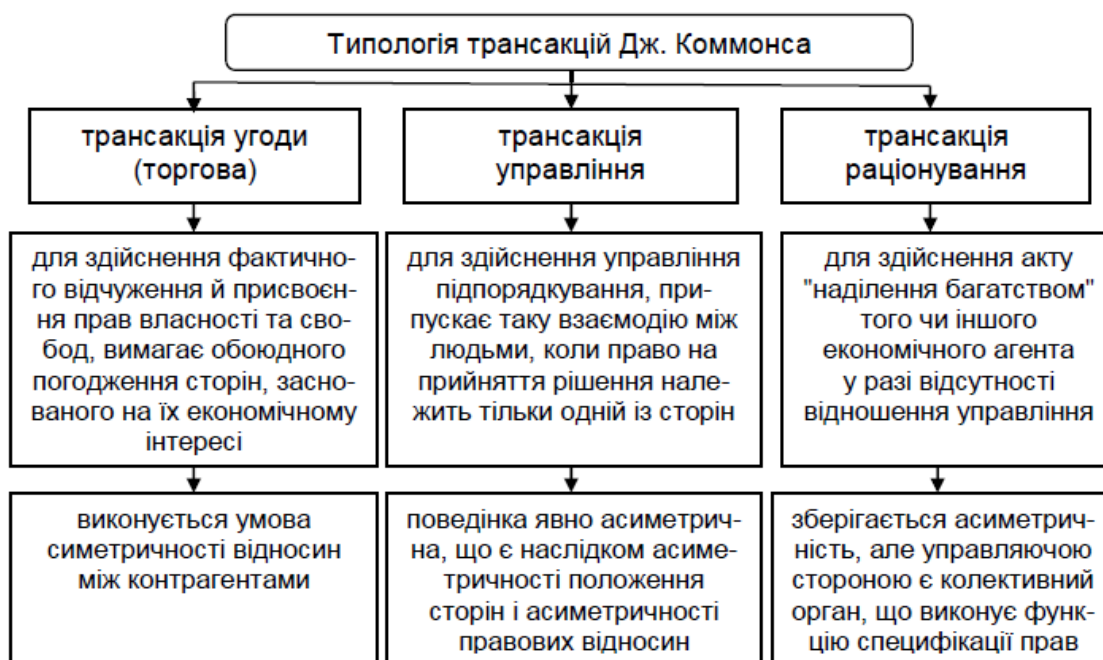 Типологія трансакцій Дж. Коммонса
трансакція угоди
(торгова)
трансакція
управління
трансакція
раціонування
для здійснення фактично-
го відчуження й присвоєн-
ня прав власності та сво-
бод, вимагає обоюдного
погодження сторін, засно-
ваного на їх економічному
інтересі
для здійснення управління
підпорядкування, при-
пускає таку взаємодію між
людьми, коли право на
прийняття рішення нале-
жить тільки одній із сторін
для здійснення акту
"наділення багатством"
того чи іншого
економічного агента
у разі відсутності
відношення управління
виконується умова
симетричності відносин
між контрагентами
поведінка явно асиметрич-
на, що є наслідком асиме-
тричності положення
сторін і асиметричності
правових відносин
зберігається асиметрич-
ність, але управляючою
стороною є колективний
орган, що виконує функ-
цію специфікації прав